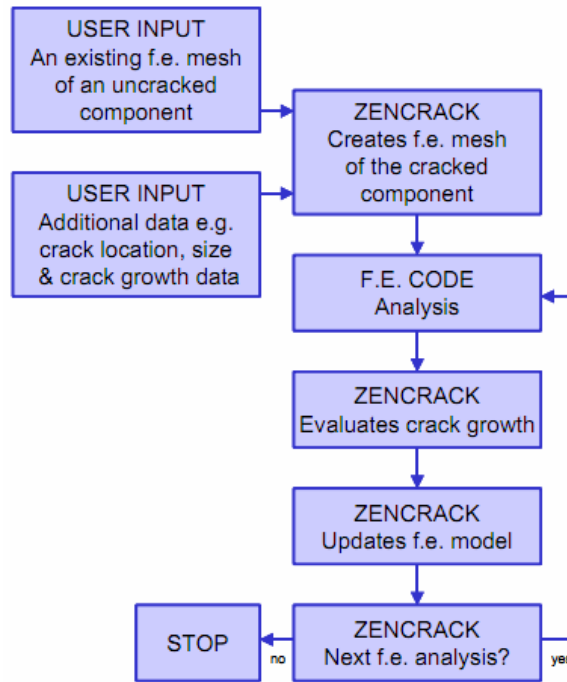 USER INPUT
An existing f.e. mesh
of an uncracked
component
ZENCRACK
Creates f.e. mesh
of the cracked
component
USER INPUT
Additional data e.g.
crack location, size
& crack growth data
F.E. CODE
Analysis
ZENCRACK
Evaluates crack growth
ZENCRACK
Updates f.e. model
STOP
no
ZENCRACK
Next f.e. analysis?
yes